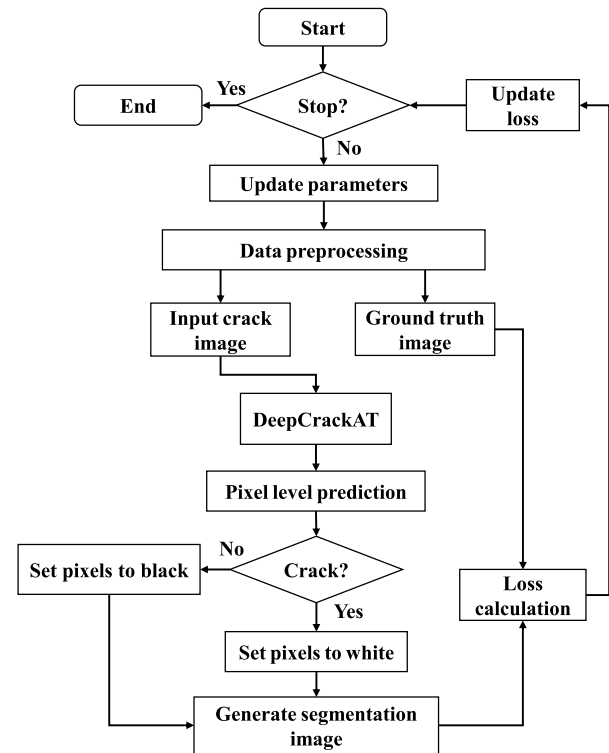 Start
Yes
End
Stop?
Update
loss
No
Update parameters
Data preprocessing
Input crack
image
Ground truth
image
DeepCrackAT
Pixel level prediction
No
Set pixels to black
Crack?
Loss
calculation
Yes
Set pixels to white
Generate segmentation
image